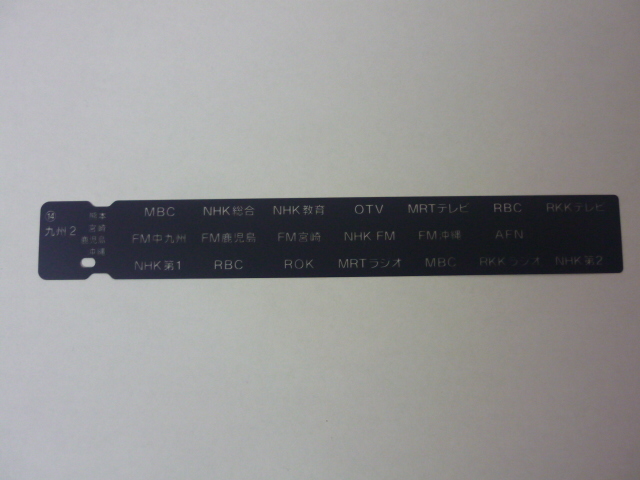 ⑭
九州2
熊本
宮崎
鹿児島
沖縄
MBC NHK総合 NHK教育 OTV MRTテレビ RBC RKKテレビ
FM中九州 FM鹿児島 FM宮崎 NHK FM FM沖縄 AFN
NHK第1 RBC ROK MRTラジオ MBC RKKラジオ NHK第2